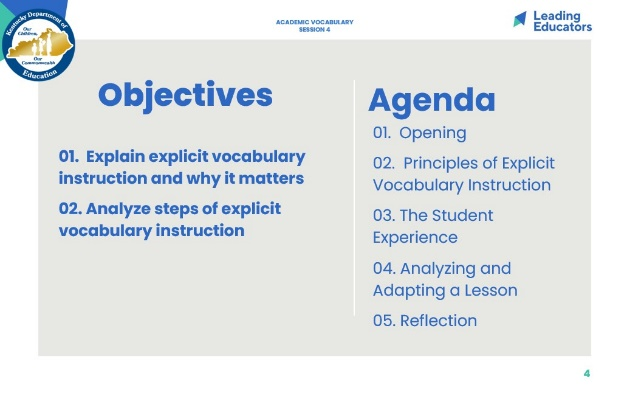 Kentucky Department of
Our Children,
Our Commonwealth
Education
ACADEMIC VOCABULARY
SESSION 4
Leading
Educators
Objectives
01. Explain explicit vocabulary
instruction and why it matters
02. Analyze steps of explicit
vocabulary instruction
Agenda
01. Opening
02. Principles of Explicit
Vocabulary Instruction
03. The Student
Experience
04. Analyzing and
Adapting a Lesson
05. Reflection
4